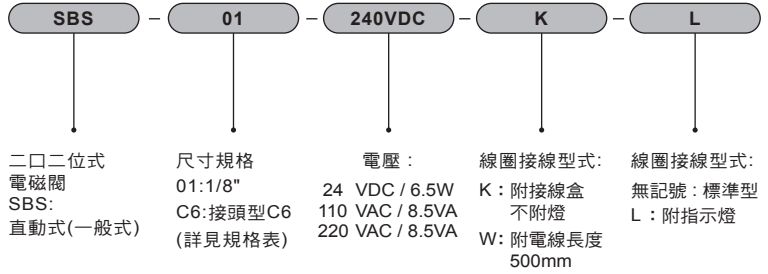 SBS – 01 – 240VDC – K – L
二口二位式
電磁閥
SBS:
直動式(一般式)
尺寸規格
01:1/8"
C6:接頭型C6
(詳見規格表)
電壓：
24 VDC / 6.5W
110 VAC / 8.5VA
220 VAC / 8.5VA
線圈接線型式:
K：附接線盒
不附燈
W：附電線長度
500mm
線圈接線型式:
無記號：標準型
L：附指示燈